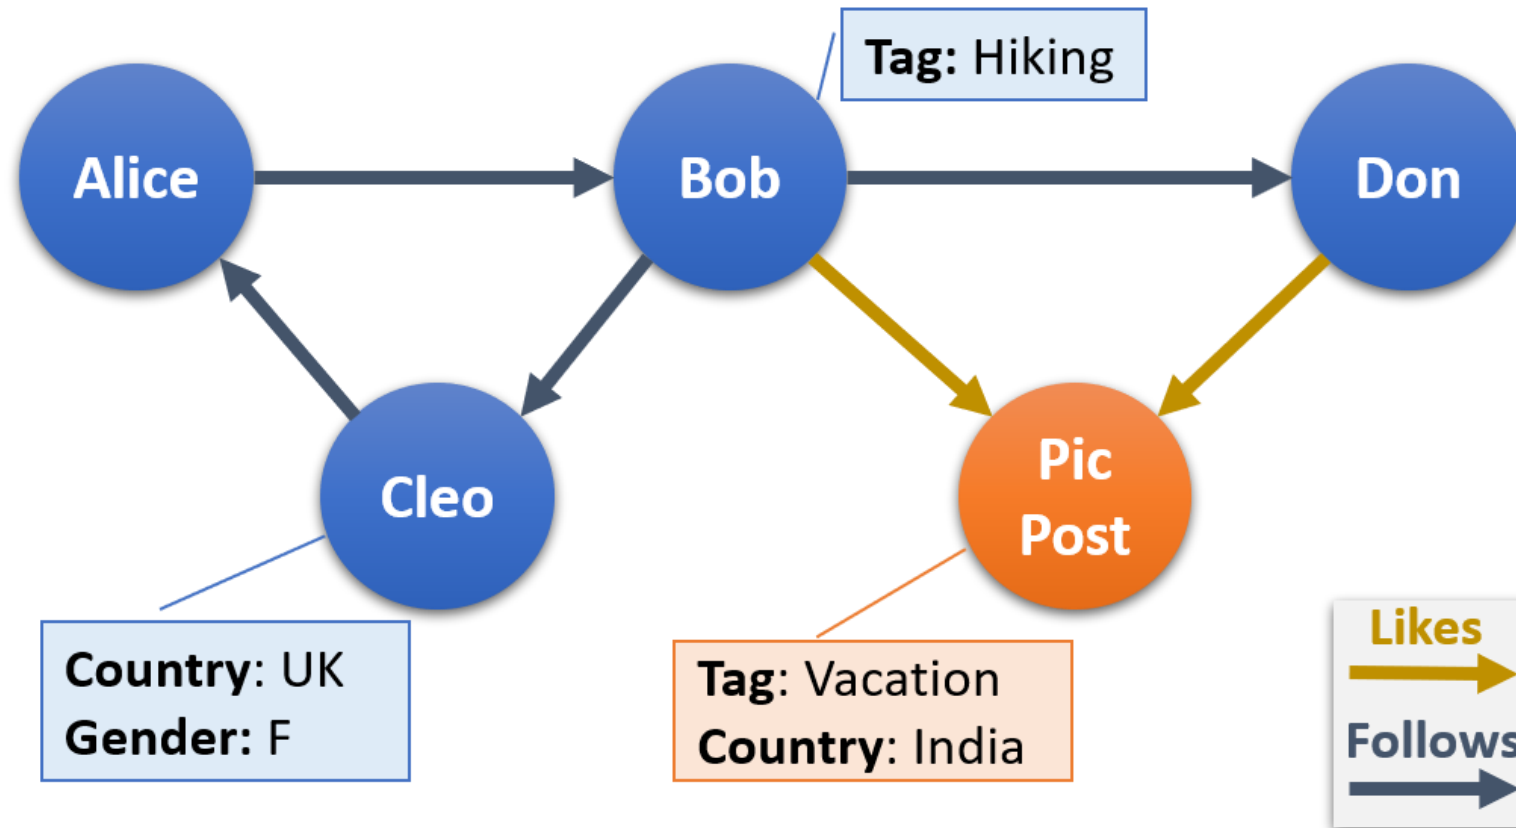 Tag: Hiking
Alice
Bob
Don
Cleo
Pic
Post
Country: UK
Gender: F
Tag: Vacation
Country: India
Likes
Follows